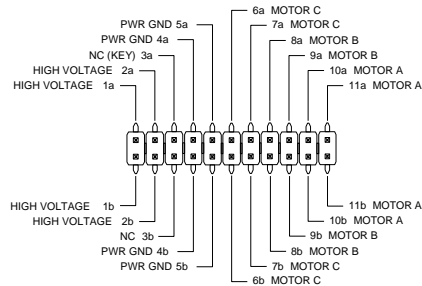 6a MOTOR C
PWR GND 5a
7a MOTOR C
PWR GND 4a
8a MOTOR B
NC (KEY) 3a
9a MOTOR B
HIGH VOLTAGE 2a
10a MOTOR A
HIGH VOLTAGE 1a
11a MOTOR A
HIGH VOLTAGE 1b
11b MOTOR A
HIGH VOLTAGE 2b
10b MOTOR A
NC 3b
9b MOTOR B
PWR GND 4b
8b MOTOR B
PWR GND 5b
7b MOTOR C
6b MOTOR C